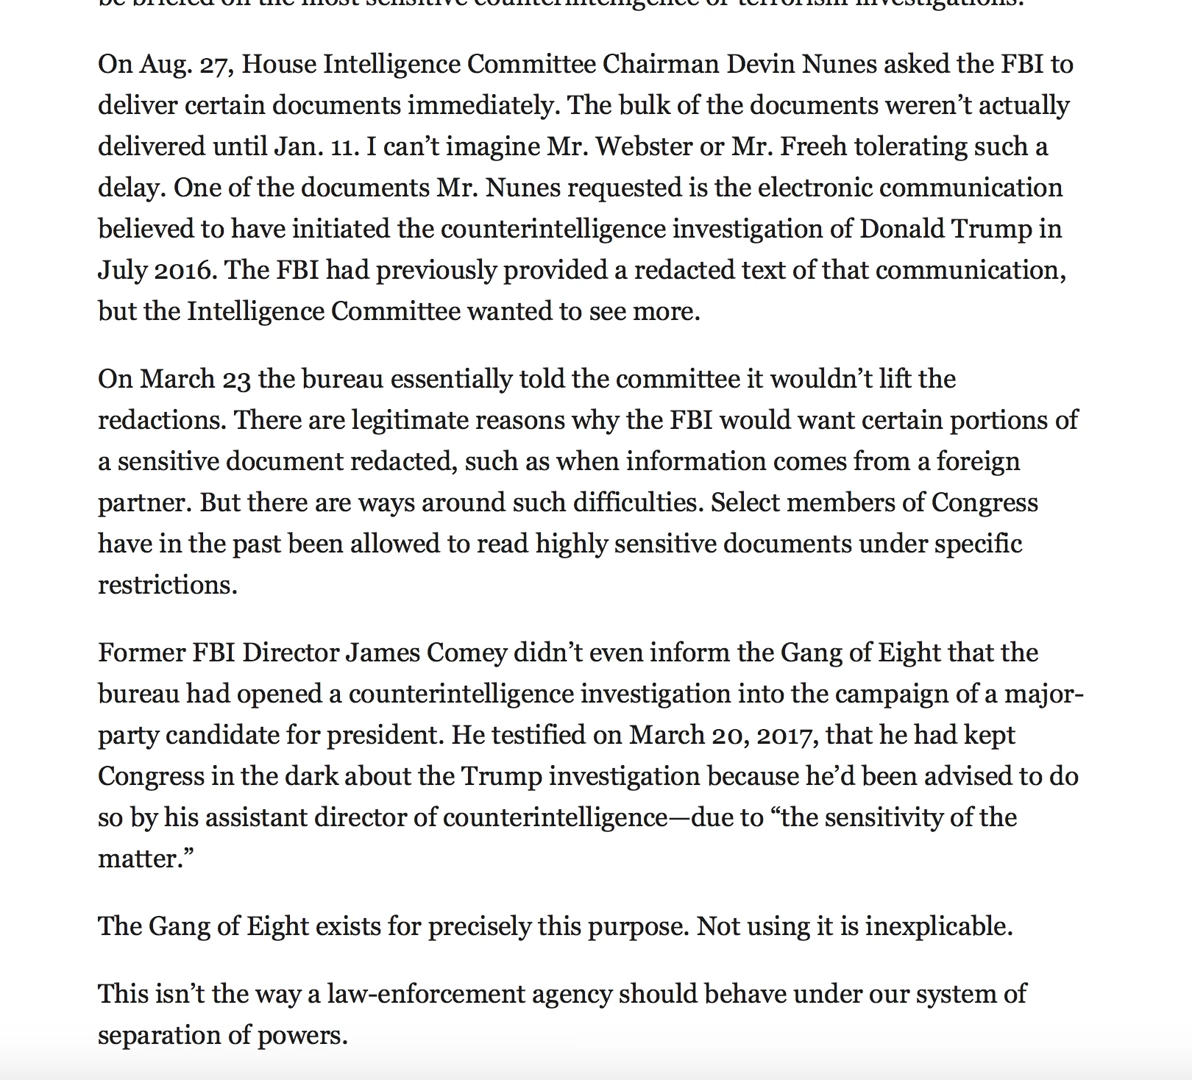 be briefed on the most sensitive counterintelligence or terrorism investigations.
On Aug. 27, House Intelligence Committee Chairman Devin Nunes asked the FBI to
deliver certain documents immediately. The bulk of the documents weren’t actually
delivered until Jan. 11. I can’t imagine Mr. Webster or Mr. Freeh tolerating such a
delay. One of the documents Mr. Nunes requested is the electronic communication
believed to have initiated the counterintelligence investigation of Donald Trump in
July 2016. The FBI had previously provided a redacted text of that communication,
but the Intelligence Committee wanted to see more.
On March 23 the bureau essentially told the committee it wouldn’t lift the
redactions. There are legitimate reasons why the FBI would want certain portions of
a sensitive document redacted, such as when information comes from a foreign
partner. But there are ways around such difficulties. Select members of Congress
have in the past been allowed to read highly sensitive documents under specific
restrictions.
Former FBI Director James Comey didn’t even inform the Gang of Eight that the
bureau had opened a counterintelligence investigation into the campaign of a major-
party candidate for president. He testified on March 20, 2017, that he had kept
Congress in the dark about the Trump investigation because he’d been advised to do
so by his assistant director of counterintelligence—due to “the sensitivity of the
matter.”
The Gang of Eight exists for precisely this purpose. Not using it is inexplicable.
This isn’t the way a law-enforcement agency should behave under our system of
separation of powers.